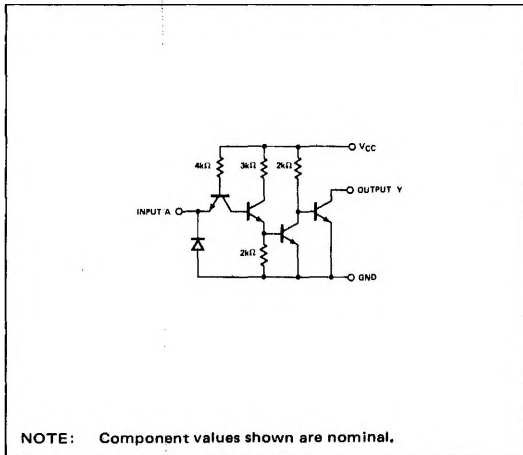 VCC
4kΩ 3kΩ 2kΩ
OUTPUT Y
INPUT A
2kΩ
GND
NOTE: Component values shown are nominal.